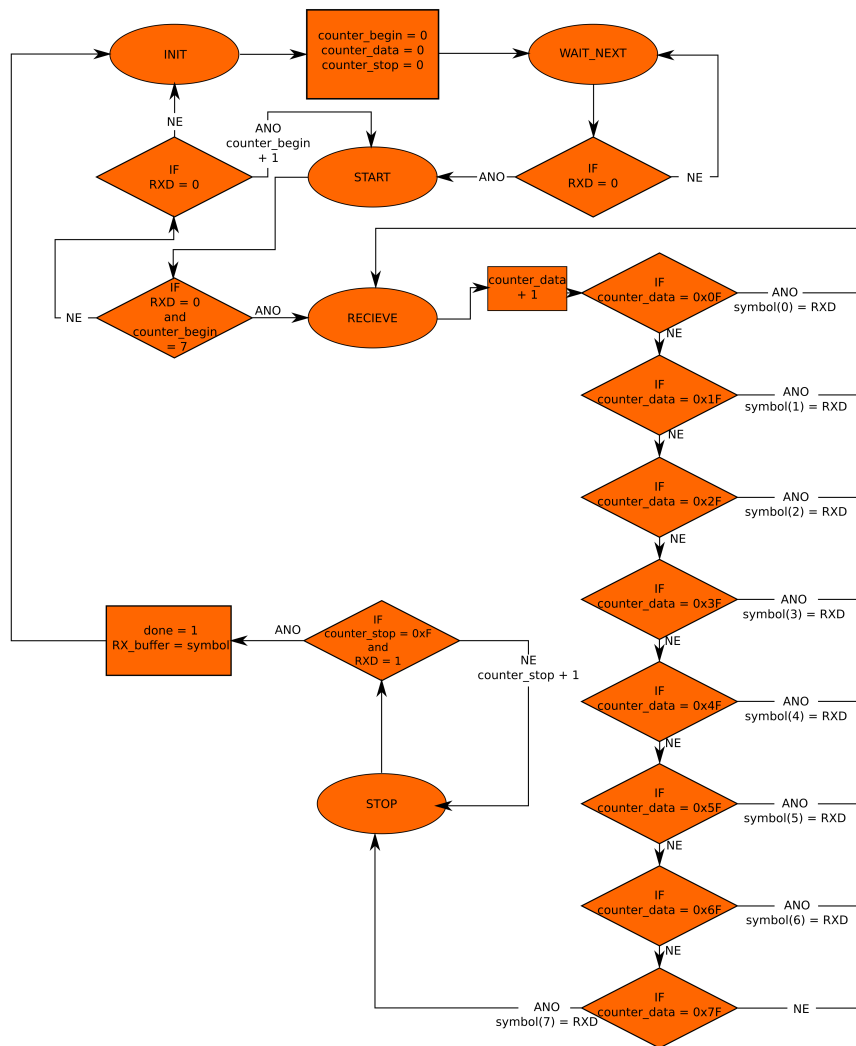 INIT
counter_begin = 0
counter_data = 0
counter_stop = 0
WAIT_NEXT
NE
ANO
counter_begin
+ 1
IF
RXD = 0
START
ANO
IF
RXD = 0
NE
IF
RXD = 0
and
counter_begin
= 7
NE
ANO
RECIEVE
counter_data
+ 1
IF
counter_data = 0x0F
ANO
symbol(0) = RXD
NE
IF
counter_data = 0x1F
ANO
symbol(1) = RXD
NE
IF
counter_data = 0x2F
ANO
symbol(2) = RXD
NE
IF
counter_data = 0x3F
ANO
symbol(3) = RXD
NE
IF
counter_data = 0x4F
ANO
symbol(4) = RXD
NE
IF
counter_data = 0x5F
ANO
symbol(5) = RXD
NE
IF
counter_data = 0x6F
ANO
symbol(6) = RXD
NE
IF
counter_data = 0x7F
NE
ANO
symbol(7) = RXD
STOP
IF
counter_stop = 0xF
and
RXD = 1
NE
counter_stop + 1
ANO
done = 1
RX_buffer = symbol